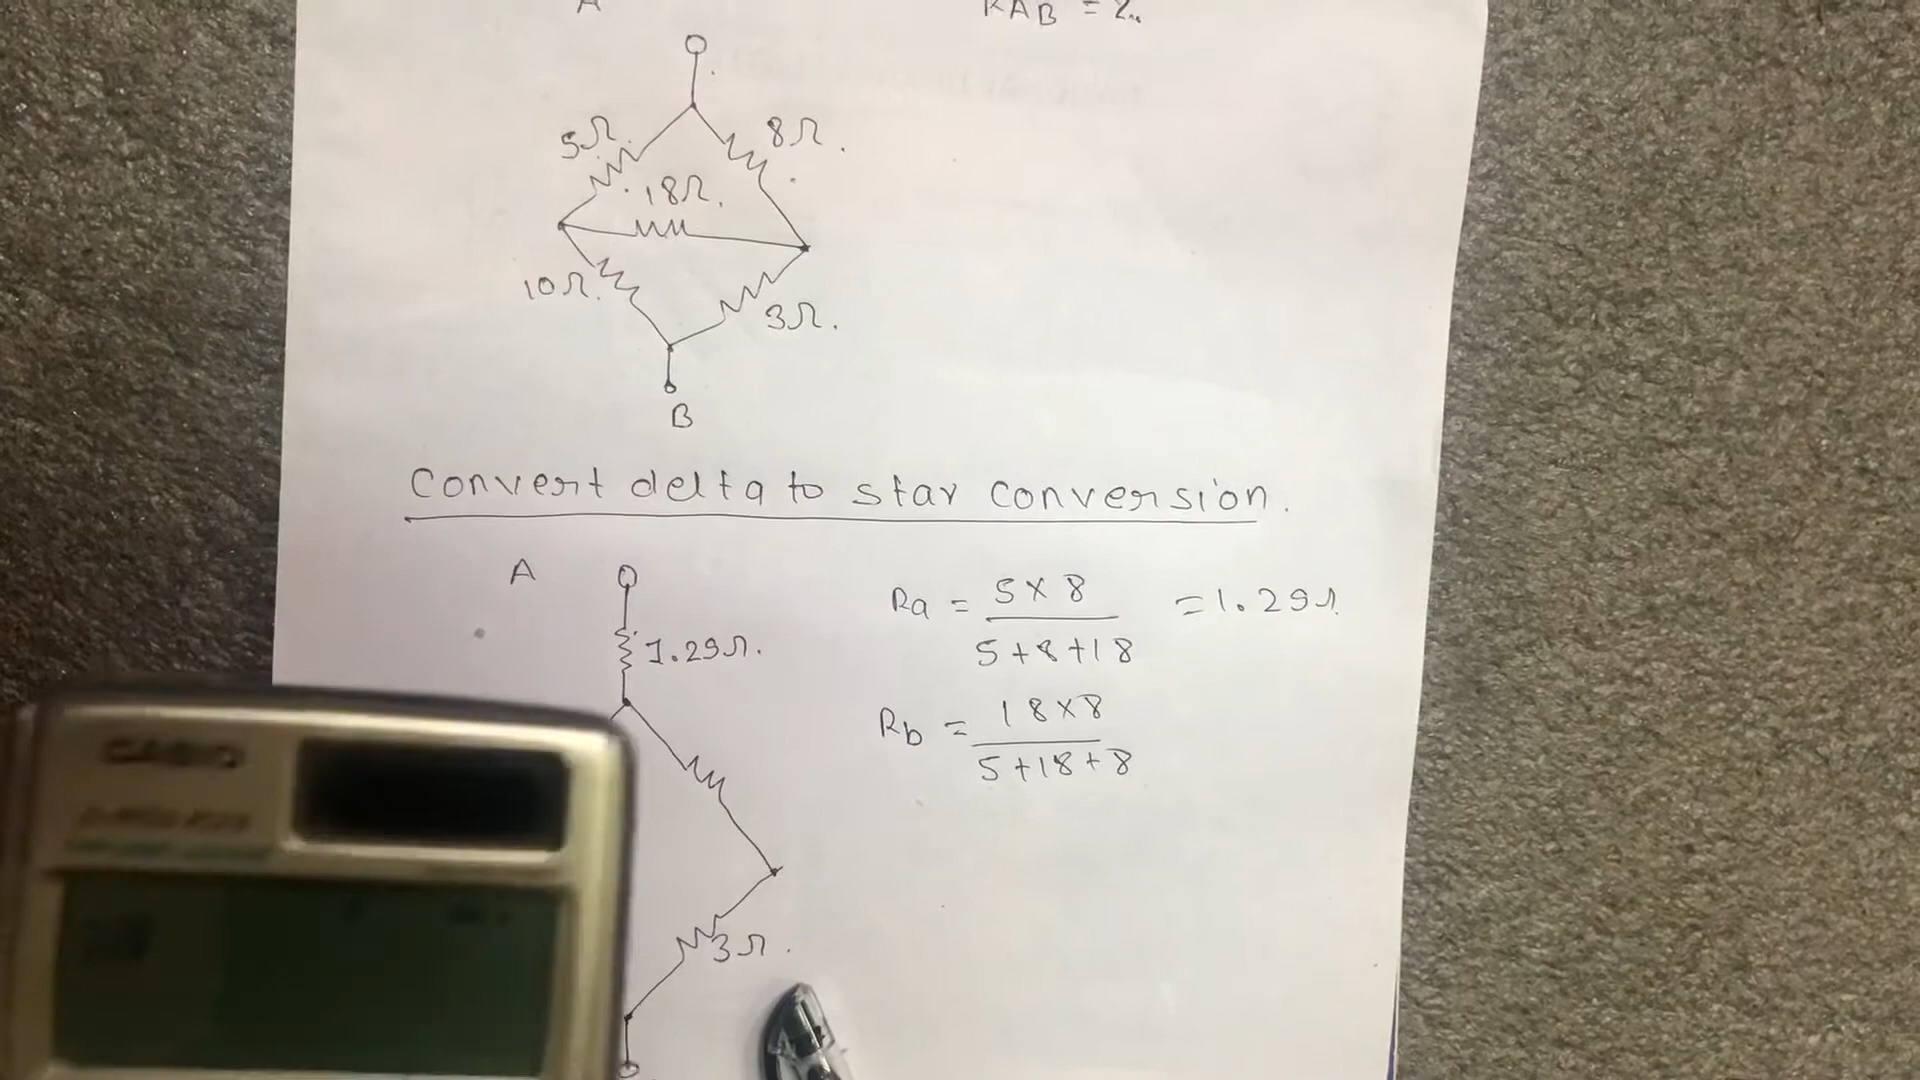 A
RAB =
5Ω.
8Ω.
18Ω.
10Ω.
3Ω.
B
Convert delta to star conversion.
A
1.29Ω.
3Ω.
Ra = 5 x 8 / 5+8+18 = 1.29Ω
Rb = 18 x 8 / 5+18+8
CASIO